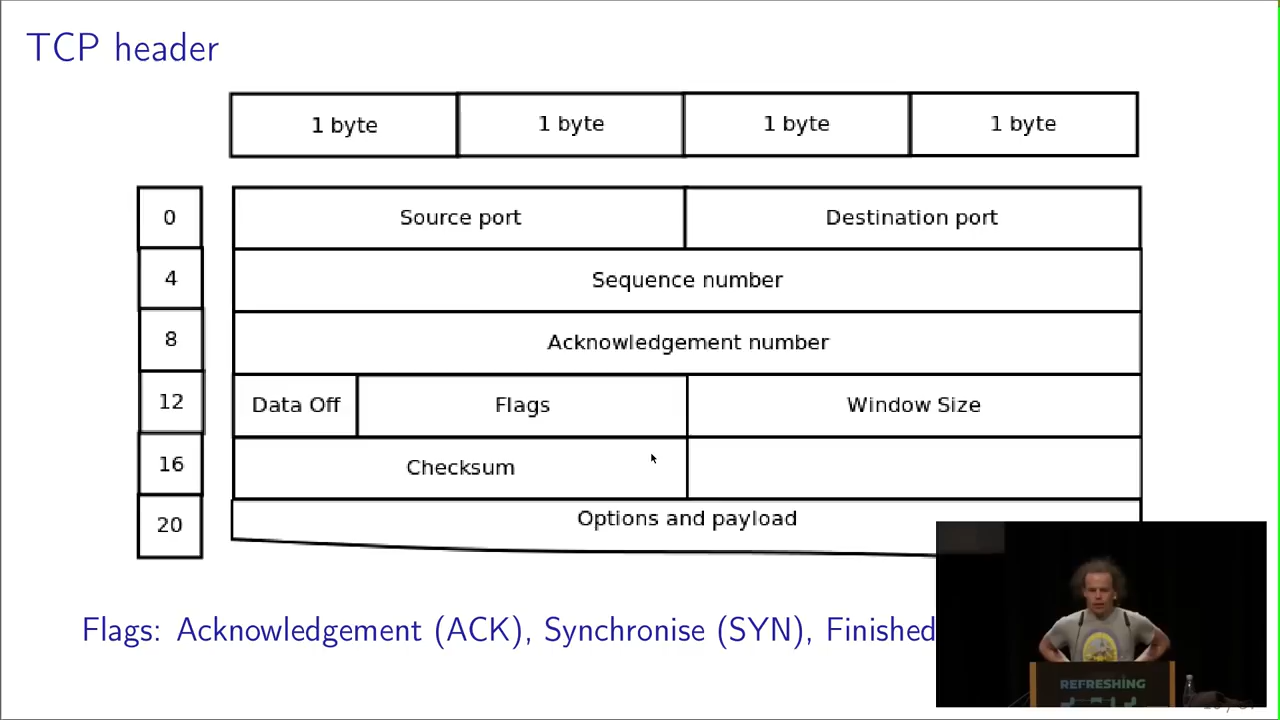 TCP header
1 byte 1 byte 1 byte 1 byte
0 Source port Destination port
4 Sequence number
8 Acknowledgement number
12 Data Off Flags Window Size
16 Checksum
20 Options and payload
Flags: Acknowledgement (ACK), Synchronise (SYN), Finished
REFRESHING